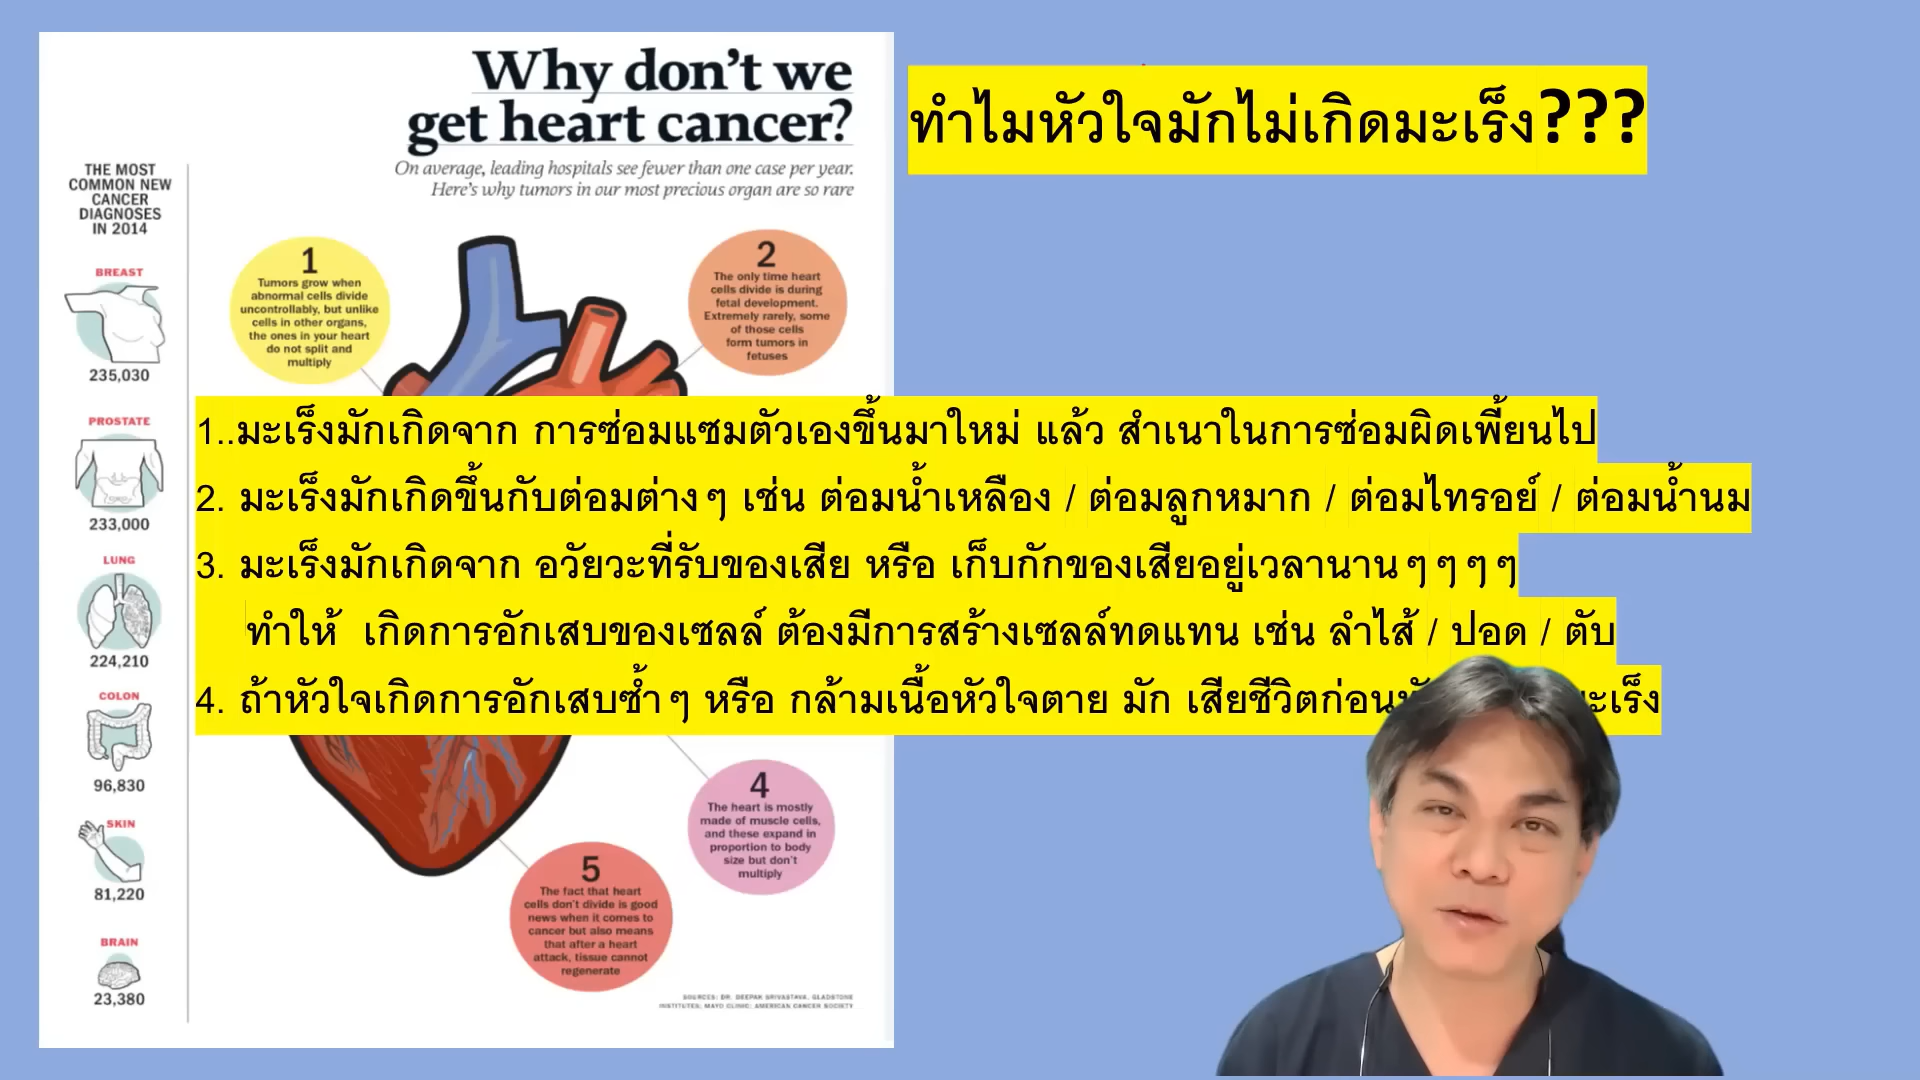 Why don't we
get heart cancer?
On average, leading hospitals see fewer than one case per year.
Here's why tumors in our most precious organ are so rare
ทำไมหัวใจมักไม่เกิดมะเร็ง???
THE MOST
COMMON NEW
CANCER
DIAGNOSES
IN 2014
BREAST
235,030
PROSTATE
233,000
LUNG
224,210
COLON
96,830
SKIN
81,220
BRAIN
23,380
1
Tumors grow when
abnormal cells divide
uncontrollably, but unlike
cells in other organs,
the ones in your heart
do not split and
multiply
2
The only time heart
cells divide is during
fetal development.
Extremely rarely, some
of those cells
form tumors in
fetuses
1..มะเร็งมักเกิดจาก การซ่อมแซมตัวเองขึ้นมาใหม่ แล้ว สำเนาในการซ่อมผิดเพี้ยนไป
2. มะเร็งมักเกิดขึ้นกับต่อมต่างๆ เช่น ต่อมน้ำเหลือง / ต่อมลูกหมาก / ต่อมไทรอย์ / ต่อมน้ำนม
3. มะเร็งมักเกิดจาก อวัยวะที่รับของเสีย หรือ เก็บกักของเสียอยู่เวลานานๆๆๆๆ
ทำให้ เกิดการอักเสบของเซลล์ ต้องมีการสร้างเซลล์ทดแทน เช่น ลำไส้ / ปอด / ตับ
4. ถ้าหัวใจเกิดการอักเสบซ้ำๆ หรือ กล้ามเนื้อหัวใจตาย มัก เสียชีวิตก่อน มะเร็ง
4
The heart is mostly
made of muscle cells,
and these expand in
proportion to body
size but don't
multiply
5
The fact that heart
cells don't divide is good
news when it comes to
cancer but also means
that after a heart
attack, tissue cannot
regenerate
SOURCES: DR. DEEPAK SRIVASTAVA, GLADSTONE
INSTITUTES; MAYO CLINIC; AMERICAN CANCER SOCIETY